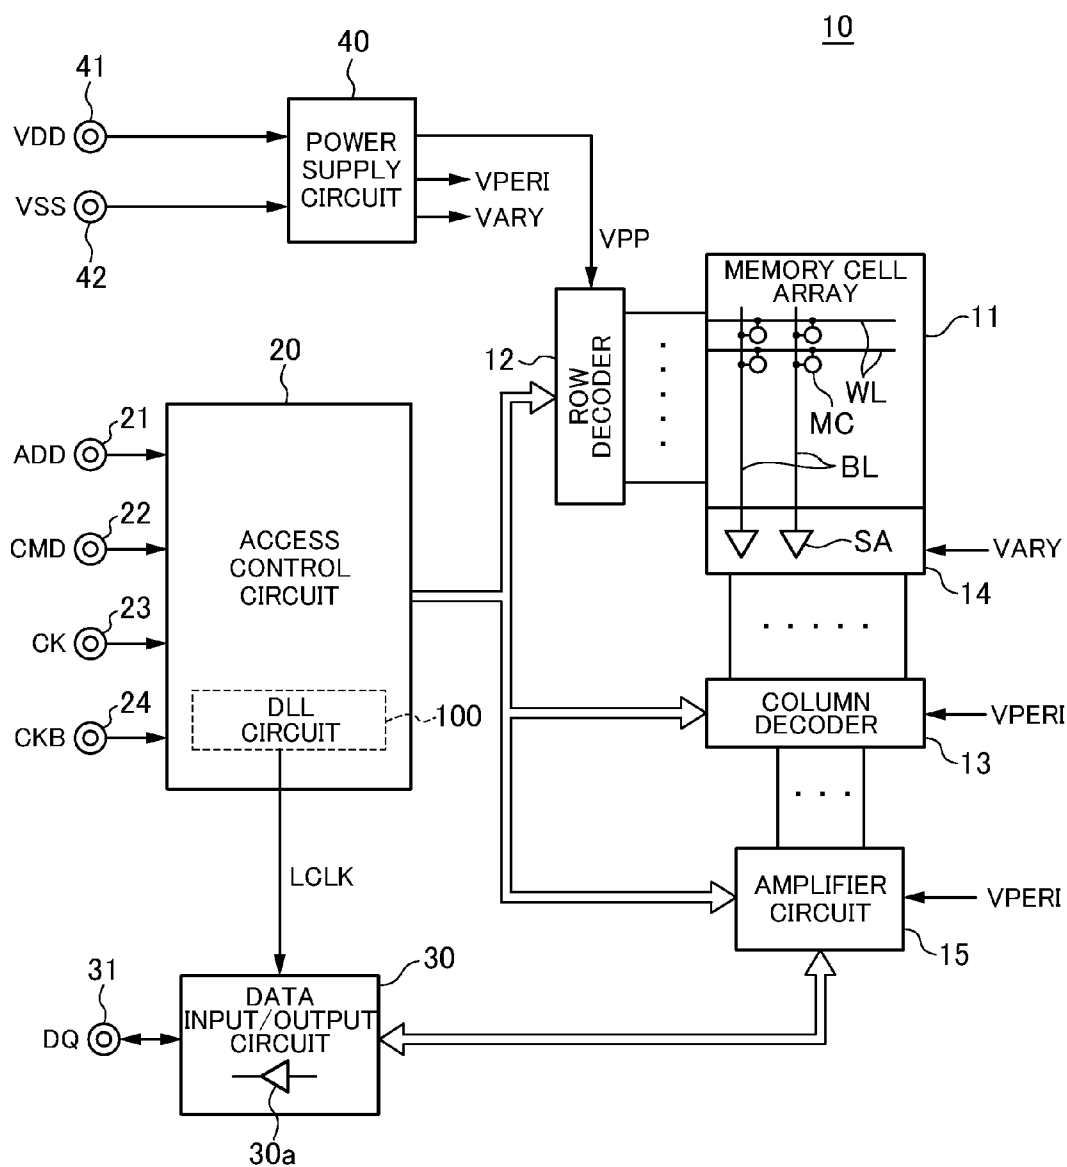 10
40
41
VDD
POWER
SUPPLY
CIRCUIT
VPERI
VARY
VSS
42
VPP
MEMORY CELL
ARRAY
11
12
ROW
DECODER
WL
MC
BL
SA
VARY
14
20
21
ADD
22
CMD
ACCESS
CONTROL
CIRCUIT
23
CK
24
CKB
DLL
CIRCUIT
100
COLUMN
DECODER
VPERI
13
LCLK
AMPLIFIER
CIRCUIT
VPERI
15
30
31
DQ
DATA
INPUT/OUTPUT
CIRCUIT
30a